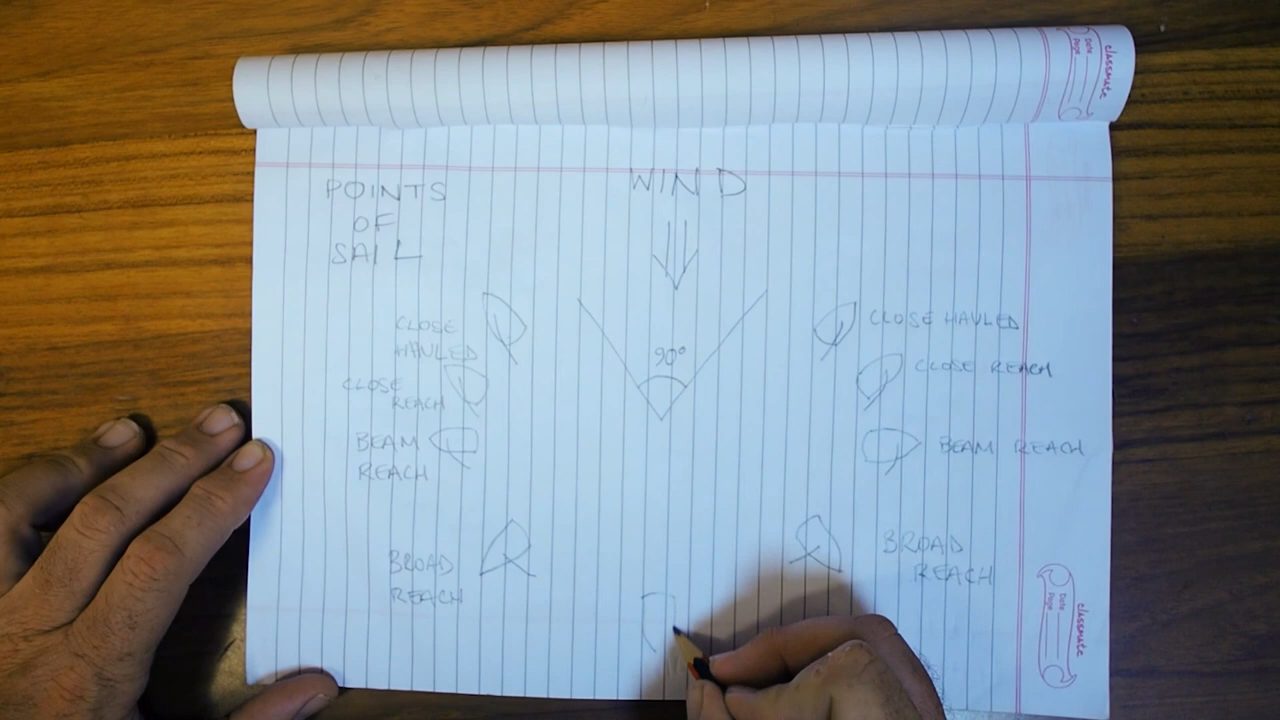 classmate
Date
Page
POINTS
OF
SAIL
WIND
90°
CLOSE
HAULED
CLOSE
REACH
BEAM
REACH
BROAD
REACH
CLOSE HAULED
CLOSE REACH
BEAM REACH
BROAD
REACH
classmate
Date
Page